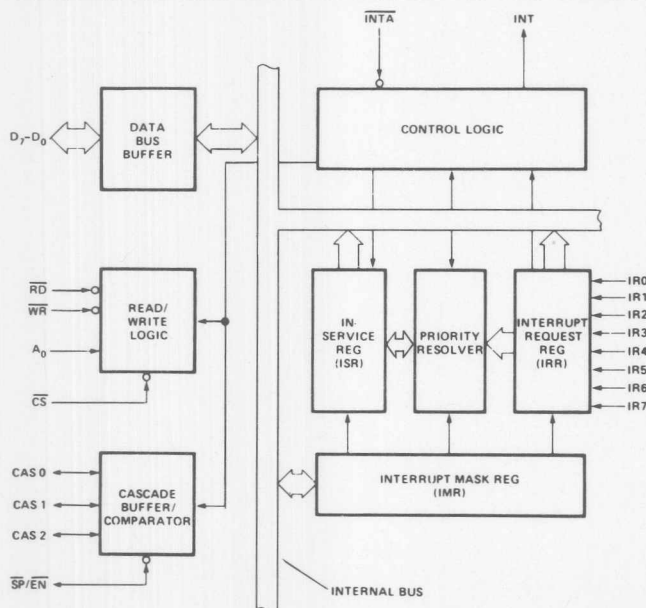 INTA
INT
D7-D0
DATA
BUS
BUFFER
CONTROL LOGIC
RD
WR
A0
CS
READ/
WRITE
LOGIC
IN-
SERVICE
REG
(ISR)
PRIORITY
RESOLVER
INTERRUPT
REQUEST
REG
(IRR)
IR0
IR1
IR2
IR3
IR4
IR5
IR6
IR7
CAS 0
CAS 1
CAS 2
SP/EN
CASCADE
BUFFER/
COMPARATOR
INTERRUPT MASK REG
(IMR)
INTERNAL BUS